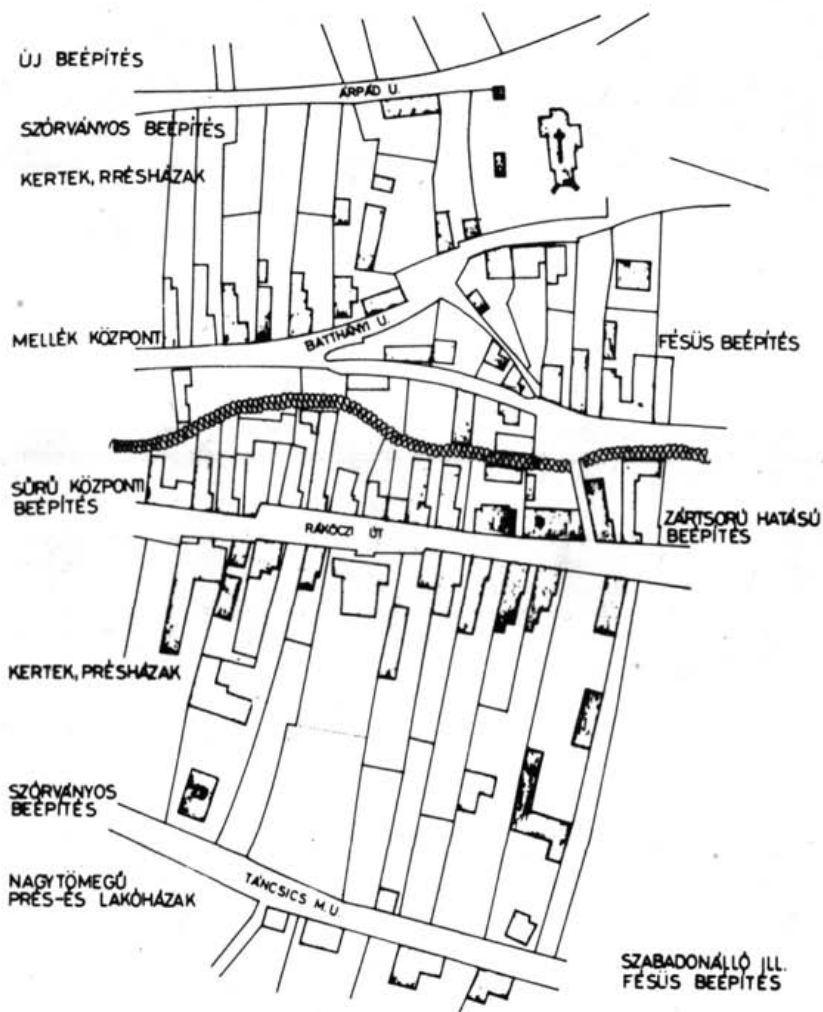 ÚJ BEÉPÍTÉS
ÁRPÁD U.
SZÓRVÁNYOS BEÉPÍTÉS
KERTEK, RRÉSHÁZAK
MELLÉK KÖZPONT
BATTHÁNYI U.
FÉSÜS BEÉPÍTÉS
SŰRŰ KÖZPONTI
BEÉPÍTÉS
RÁKÓCZI ÚT
ZÁRTSORÚ HATÁSÚ
BEÉPÍTÉS
KERTEK, PRÉSHÁZAK
SZÓRVÁNYOS
BEÉPÍTÉS
NAGYTÖMEGŰ
PRÉS-ÉS LAKÓHÁZAK
TÁNCSICS M.U.
SZABADONÁLLÓ ILL.
FÉSÜS BEÉPÍTÉS